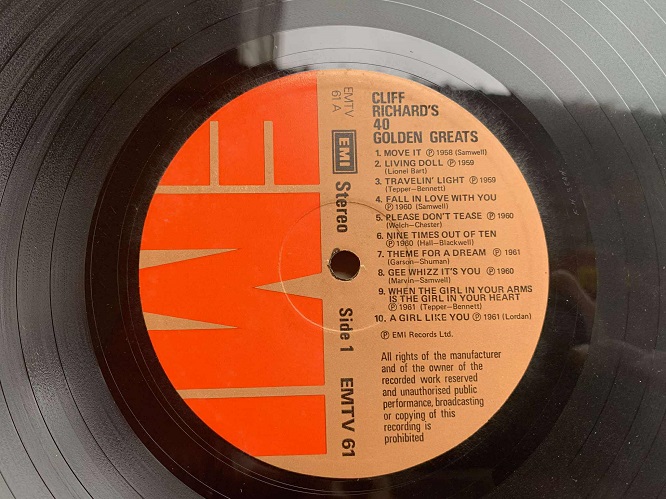 CLIFF
RICHARD'S
40
GOLDEN GREATS
1. MOVE IT ℗ 1958 (Samwell)
2. LIVING DOLL ℗ 1959
(Lionel Bart)
3. TRAVELIN' LIGHT ℗ 1959
(Tepper-Bennett)
4. FALL IN LOVE WITH YOU
℗ 1960 (Samwell)
5. PLEASE DON'T TEASE ℗ 1960
(Welch-Chester)
6. NINE TIMES OUT OF TEN
℗ 1960 (Hall-Blackwell)
7. THEME FOR A DREAM ℗ 1961
(Garson-Shuman)
8. GEE WHIZZ IT'S YOU ℗ 1960
(Marvin-Samwell)
9. WHEN THE GIRL IN YOUR ARMS
IS THE GIRL IN YOUR HEART
℗ 1961 (Tepper-Bennett)
10. A GIRL LIKE YOU ℗ 1961 (Lordan)
℗ EMI Records Ltd.
All rights of the manufacturer
and of the owner of the
recorded work reserved
and unauthorised public
performance, broadcasting
or copying of this
recording is
prohibited
EMTV
61 A
EMI Stereo Side 1 EMTV 61
EMI